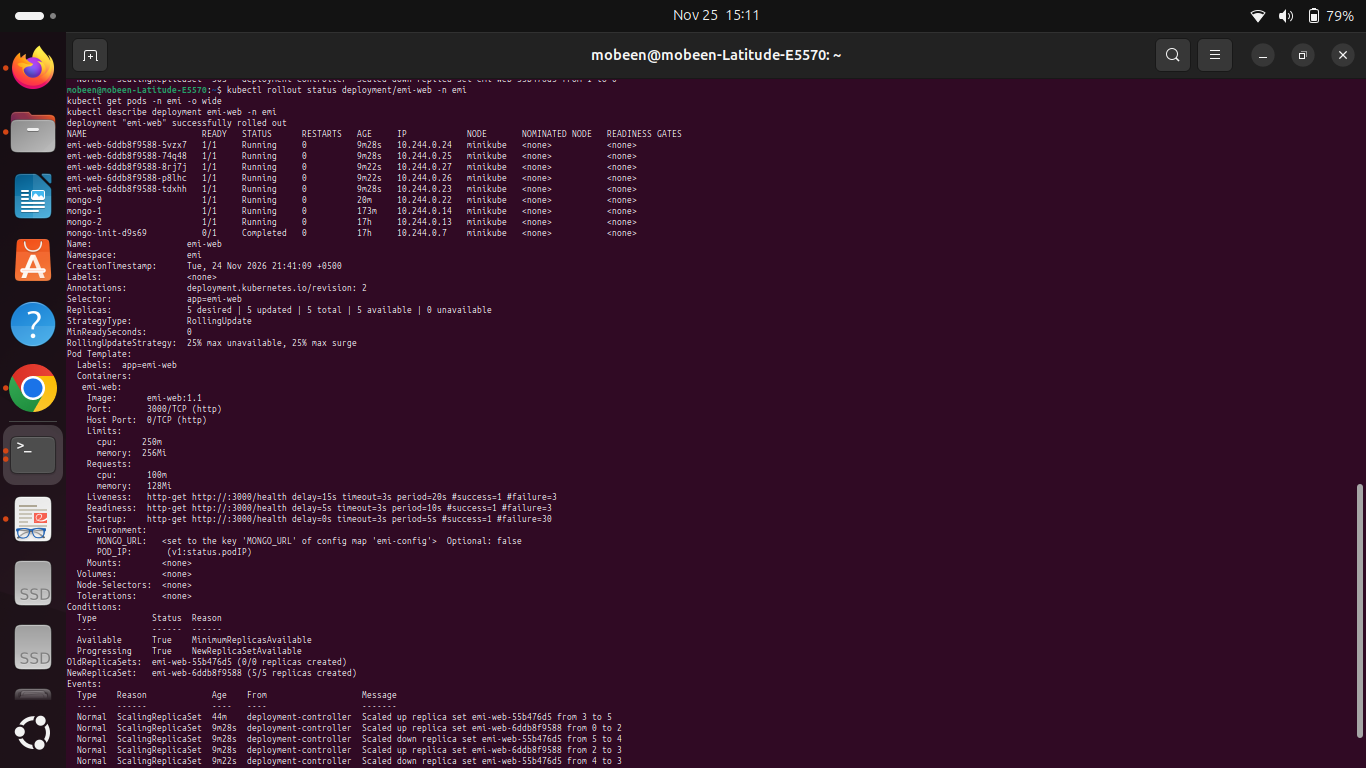 Nov 25 15:11
79%
mobeen@mobeen-Latitude-E5570: ~
mobeen@mobeen-Latitude-E5570:~$ kubectl rollout status deployment/emi-web -n emi
kubectl get pods -n emi -o wide
kubectl describe deployment emi-web -n emi
deployment "emi-web" successfully rolled out
NAME READY STATUS RESTARTS AGE IP NODE NOMINATED NODE READINESS GATES
emi-web-6ddb8f9588-5vzx7 1/1 Running 0 9m28s 10.244.0.24 minikube <none> <none>
emi-web-6ddb8f9588-74q48 1/1 Running 0 9m28s 10.244.0.25 minikube <none> <none>
emi-web-6ddb8f9588-8rj7j 1/1 Running 0 9m22s 10.244.0.27 minikube <none> <none>
emi-web-6ddb8f9588-p8lhc 1/1 Running 0 9m22s 10.244.0.26 minikube <none> <none>
emi-web-6ddb8f9588-tdxhh 1/1 Running 0 9m28s 10.244.0.23 minikube <none> <none>
mongo-0 1/1 Running 0 20m 10.244.0.22 minikube <none> <none>
mongo-1 1/1 Running 0 173m 10.244.0.14 minikube <none> <none>
mongo-2 1/1 Running 0 17h 10.244.0.13 minikube <none> <none>
mongo-init-d9s69 0/1 Completed 0 17h 10.244.0.7 minikube <none> <none>
Name: emi-web
Namespace: emi
CreationTimestamp: Tue, 24 Nov 2026 21:41:09 +0500
Labels: <none>
Annotations: deployment.kubernetes.io/revision: 2
Selector: app=emi-web
Replicas: 5 desired | 5 updated | 5 total | 5 available | 0 unavailable
StrategyType: RollingUpdate
MinReadySeconds: 0
RollingUpdateStrategy: 25% max unavailable, 25% max surge
Pod Template:
Labels: app=emi-web
Containers:
emi-web:
Image: emi-web:1.1
Port: 3000/TCP (http)
Host Port: 0/TCP (http)
Limits:
cpu: 250m
memory: 256Mi
Requests:
cpu: 100m
memory: 128Mi
Liveness: http-get http://:3000/health delay=15s timeout=3s period=20s #success=1 #failure=3
Readiness: http-get http://:3000/health delay=5s timeout=3s period=10s #success=1 #failure=3
Startup: http-get http://:3000/health delay=0s timeout=3s period=5s #success=1 #failure=30
Environment:
MONGO_URL: <set to the key 'MONGO_URL' of config map 'emi-config'> Optional: false
POD_IP: (v1:status.podIP)
Mounts: <none>
Volumes: <none>
Node-Selectors: <none>
Tolerations: <none>
Conditions:
Type Status Reason
---- ------ ------
Available True MinimumReplicasAvailable
Progressing True NewReplicaSetAvailable
OldReplicaSets: emi-web-55b476d5 (0/0 replicas created)
NewReplicaSet: emi-web-6ddb8f9588 (5/5 replicas created)
Events:
Type Reason Age From Message
---- ------ ---- ---- -------
Normal ScalingReplicaSet 44m deployment-controller Scaled up replica set emi-web-55b476d5 from 3 to 5
Normal ScalingReplicaSet 9m28s deployment-controller Scaled up replica set emi-web-6ddb8f9588 from 0 to 2
Normal ScalingReplicaSet 9m28s deployment-controller Scaled down replica set emi-web-55b476d5 from 5 to 4
Normal ScalingReplicaSet 9m28s deployment-controller Scaled up replica set emi-web-6ddb8f9588 from 2 to 3
Normal ScalingReplicaSet 9m22s deployment-controller Scaled down replica set emi-web-55b476d5 from 4 to 3
SSD
SSD